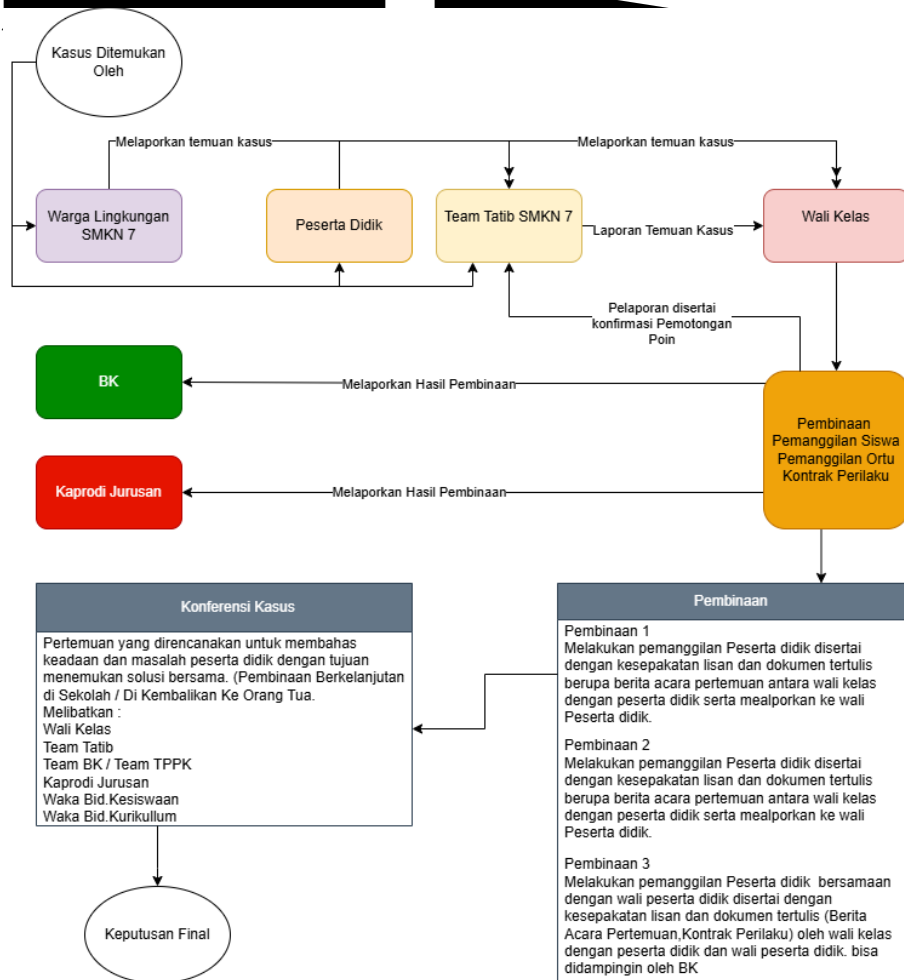 Kasus Ditemukan
Oleh
Melaporkan temuan kasus
Melaporkan temuan kasus
Warga Lingkungan
SMKN 7
Peserta Didik
Team Tatib SMKN 7
Laporan Temuan Kasus
Wali Kelas
Pelaporan disertai
konfirmasi Pemotongan
Poin
BK
Melaporkan Hasil Pembinaan
Pembinaan
Pemanggilan Siswa
Pemanggilan Ortu
Kontrak Perilaku
Kaprodi Jurusan
Melaporkan Hasil Pembinaan
Konferensi Kasus
Pertemuan yang direncanakan untuk membahas
keadaan dan masalah peserta didik dengan tujuan
menemukan solusi bersama. (Pembinaan Berkelanjutan
di Sekolah / Di Kembalikan Ke Orang Tua.
Melibatkan :
Wali Kelas
Team Tatib
Team BK / Team TPPK
Kaprodi Jurusan
Waka Bid.Kesiswaan
Waka Bid.Kurikullum
Keputusan Final
Pembinaan
Pembinaan 1
Melakukan pemanggilan Peserta didik disertai
dengan kesepakatan lisan dan dokumen tertulis
berupa berita acara pertemuan antara wali kelas
dengan peserta didik serta mealporkan ke wali
Peserta didik.
Pembinaan 2
Melakukan pemanggilan Peserta didik disertai
dengan kesepakatan lisan dan dokumen tertulis
berupa berita acara pertemuan antara wali kelas
dengan peserta didik serta mealporkan ke wali
Peserta didik.
Pembinaan 3
Melakukan pemanggilan Peserta didik bersamaan
dengan wali peserta didik disertai dengan
kesepakatan lisan dan dokumen tertulis (Berita
Acara Pertemuan,Kontrak Perilaku) oleh wali kelas
dengan peserta didik dan wali peserta didik. bisa
didampingin oleh BK